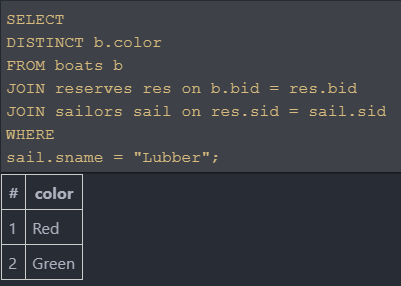 SELECT
DISTINCT b.color
FROM boats b
JOIN reserves res on b.bid = res.bid
JOIN sailors sail on res.sid = sail.sid
WHERE
sail.sname = "Lubber";
# color
1 Red
2 Green